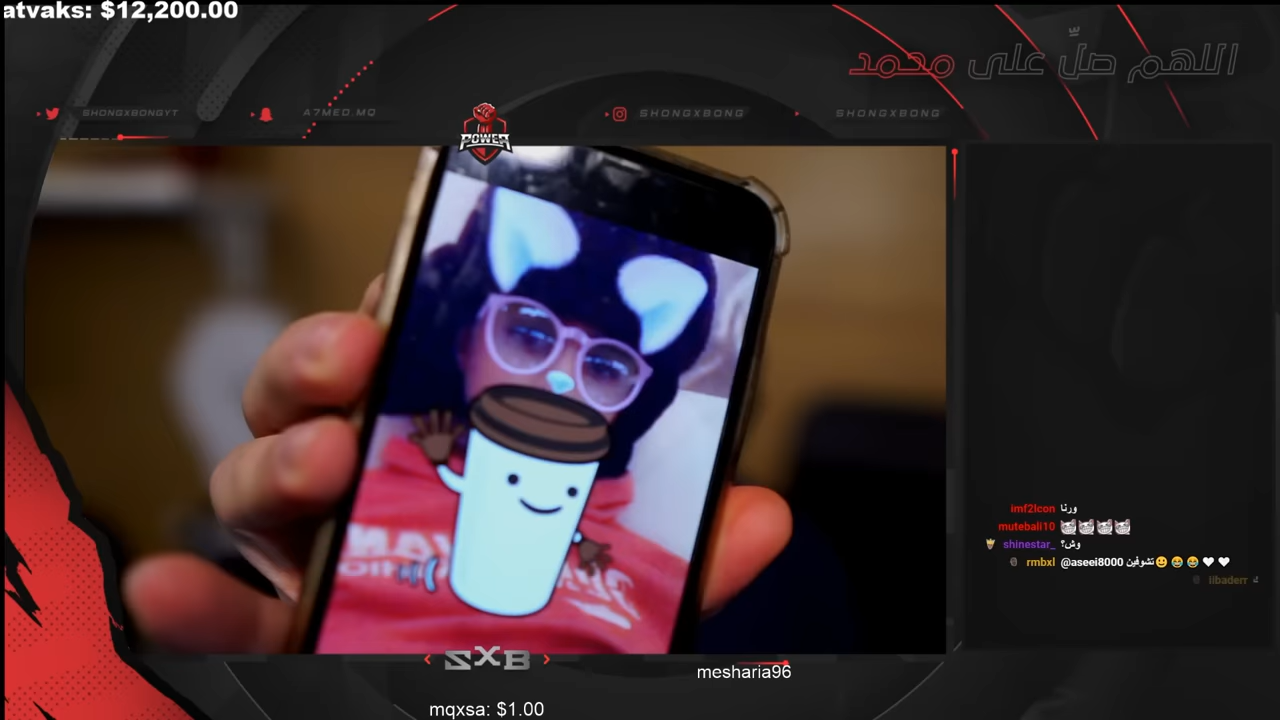 atvaks: $12,200.00
اللهم صلِّ على محمد
SHONGXBONGYT
A7MED.MQ
SHONGXBONG
SHONGXBONG
POWER
imf2lcon ورنا
mutebali10
shinestar_ وش؟
rmbxl @aseei8000 تشوفين😃😂😂🤍🤍
libaderr
SXB
mesharia96
mqxsa: $1.00